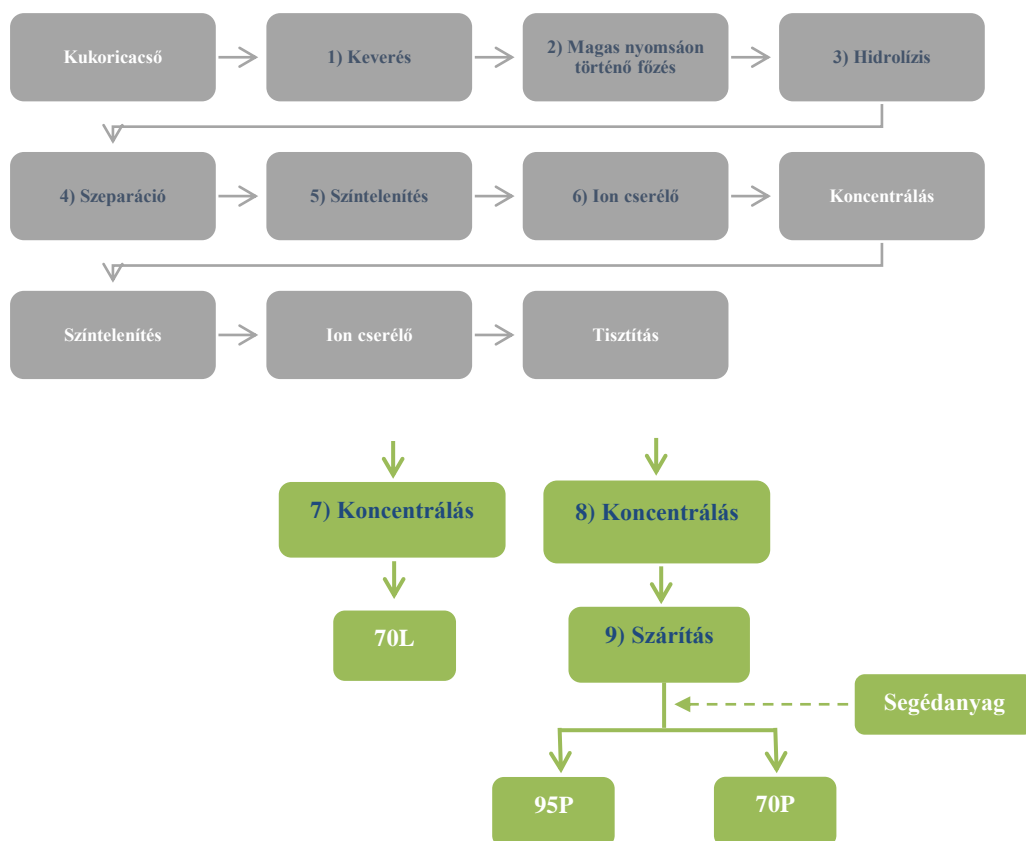 Kukoricacső
1) Keverés
2) Magas nyomsáon
történő főzés
3) Hidrolízis
4) Szeparáció
5) Színtelenítés
6) Ion cserélő
Koncentrálás
Színtelenítés
Ion cserélő
Tisztítás
7) Koncentrálás
8) Koncentrálás
70L
9) Szárítás
Segédanyag
95P
70P